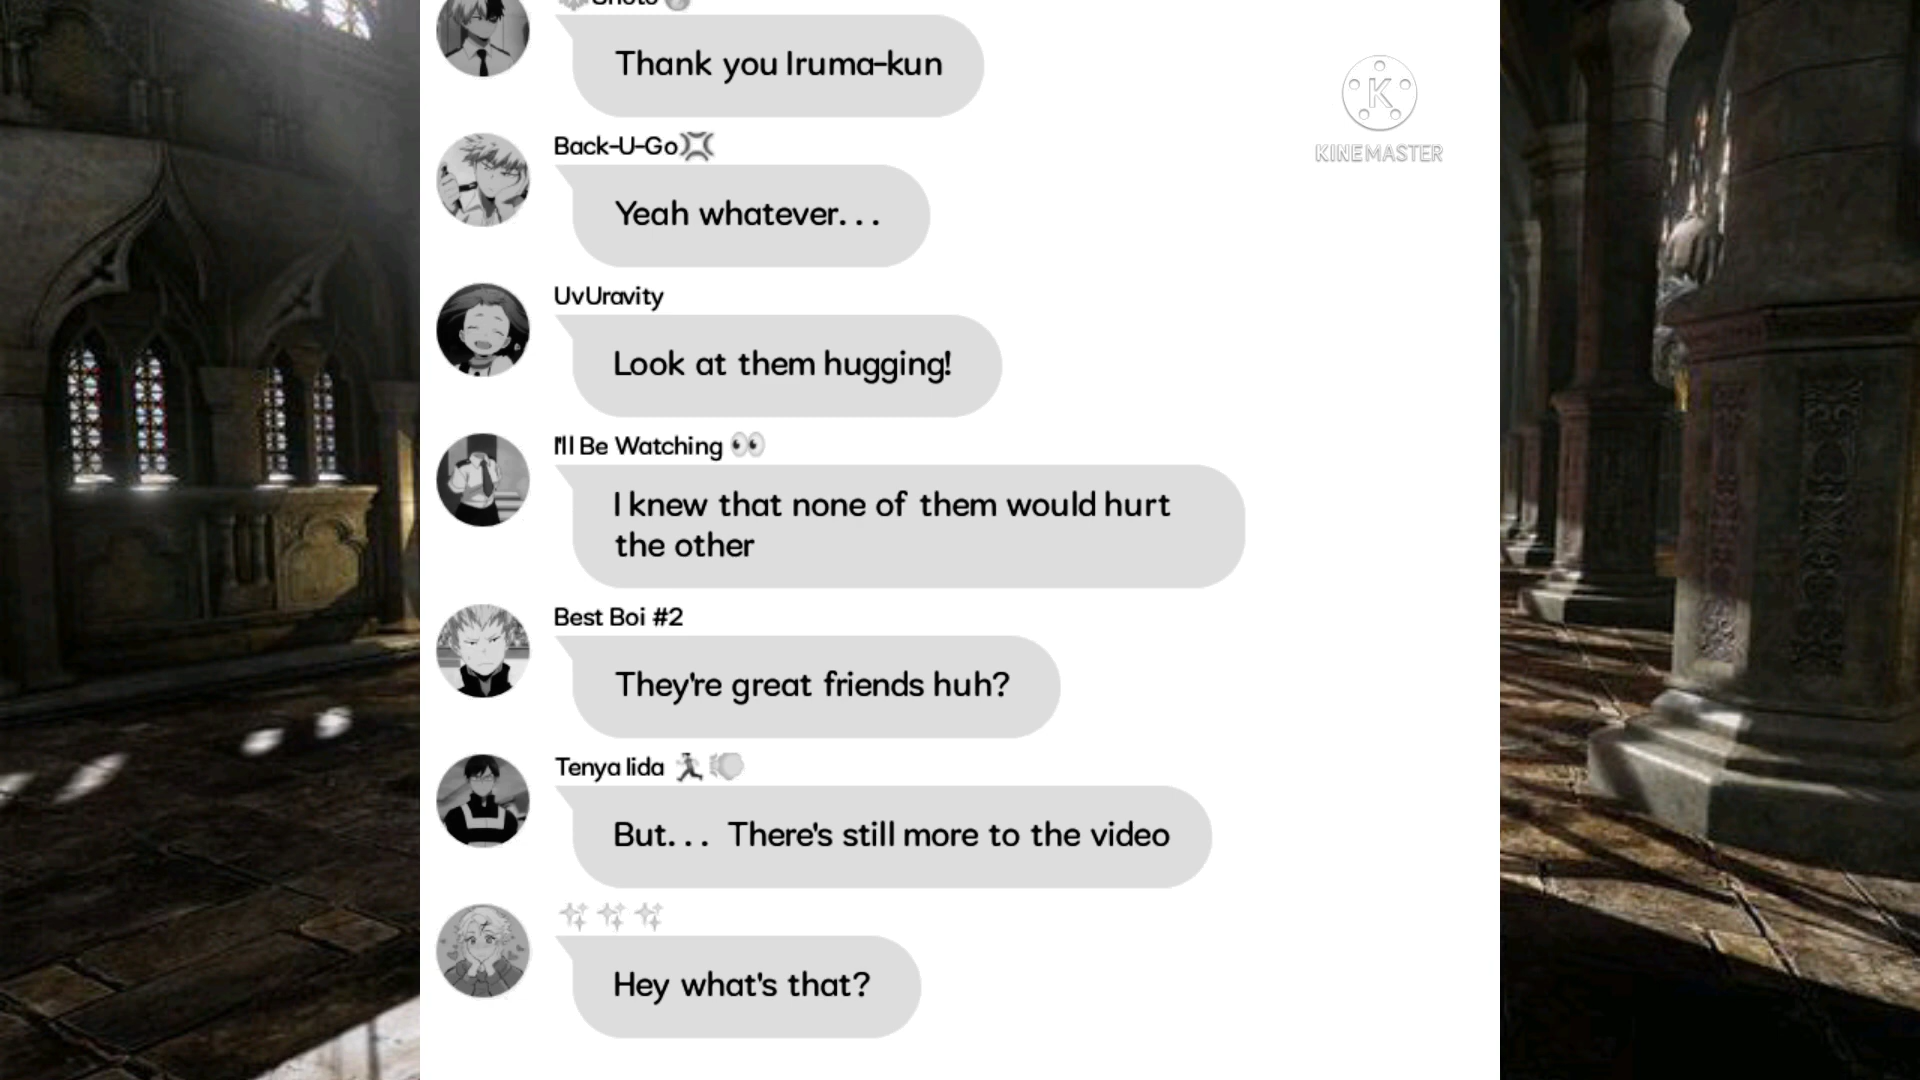 Shoto
Thank you Iruma-kun
K
KINEMASTER
Back-U-Go
Yeah whatever...
UvUravity
Look at them hugging!
I'll Be Watching 👀
I knew that none of them would hurt
the other
Best Boi #2
They're great friends huh?
Tenya Iida
But... There's still more to the video
Hey what's that?